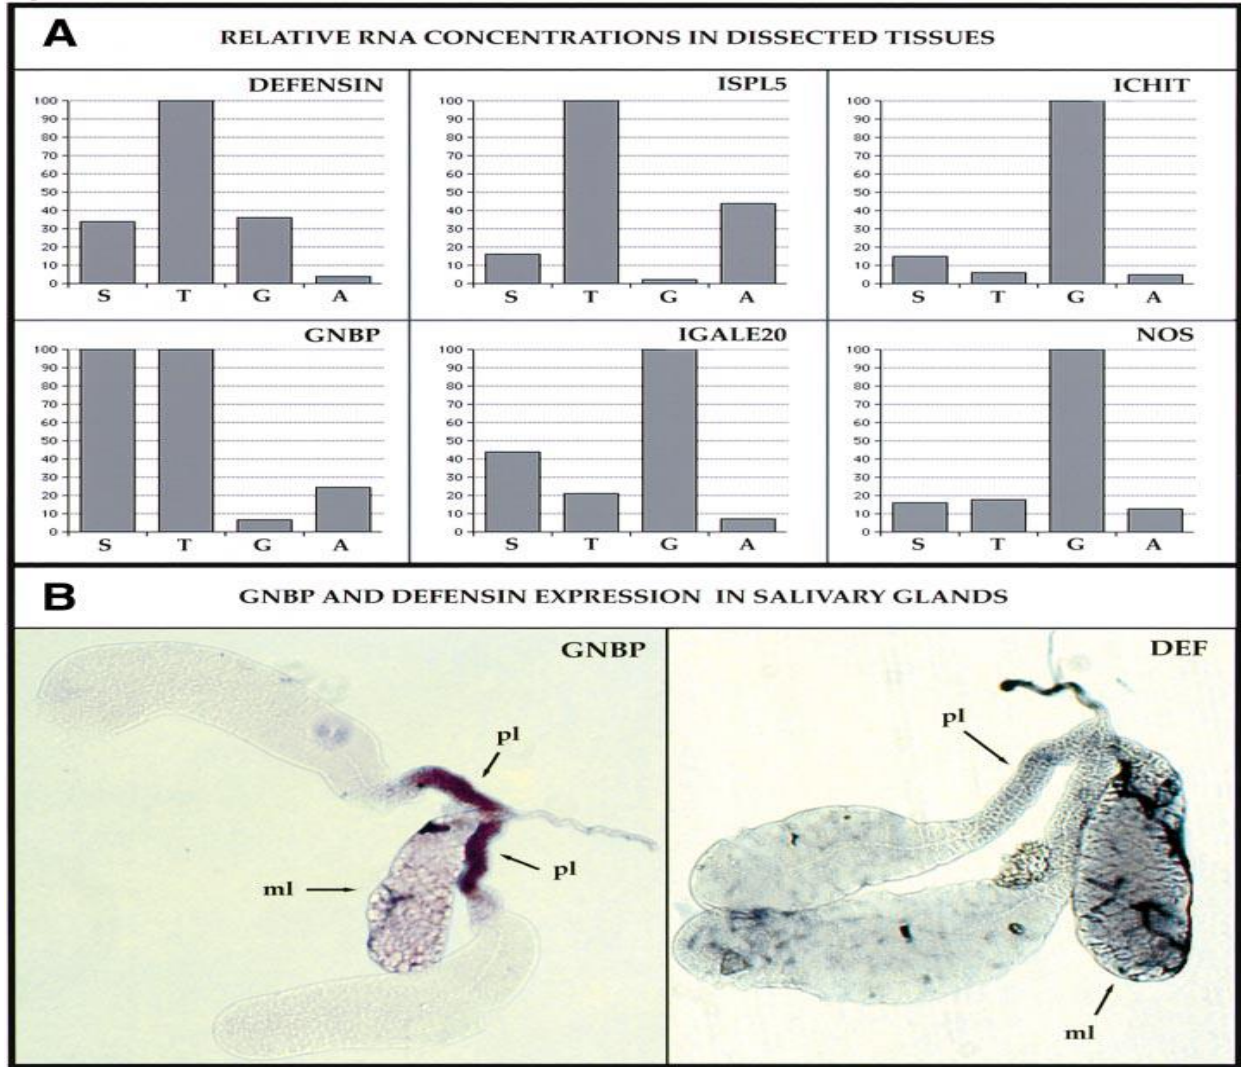 A
RELATIVE RNA CONCENTRATIONS IN DISSECTED TISSUES
DEFENSIN
100
90
80
70
60
50
40
30
20
10
0
S T G A
ISPL5
100
90
80
70
60
50
40
30
20
10
0
S T G A
ICHIT
100
90
80
70
60
50
40
30
20
10
0
S T G A
GNBP
100
90
80
70
60
50
40
30
20
10
0
S T G A
IGALE20
100
90
80
70
60
50
40
30
20
10
0
S T G A
NOS
100
90
80
70
60
50
40
30
20
10
0
S T G A
B
GNBP AND DEFENSIN EXPRESSION IN SALIVARY GLANDS
GNBP
pl
pl
ml
DEF
pl
ml